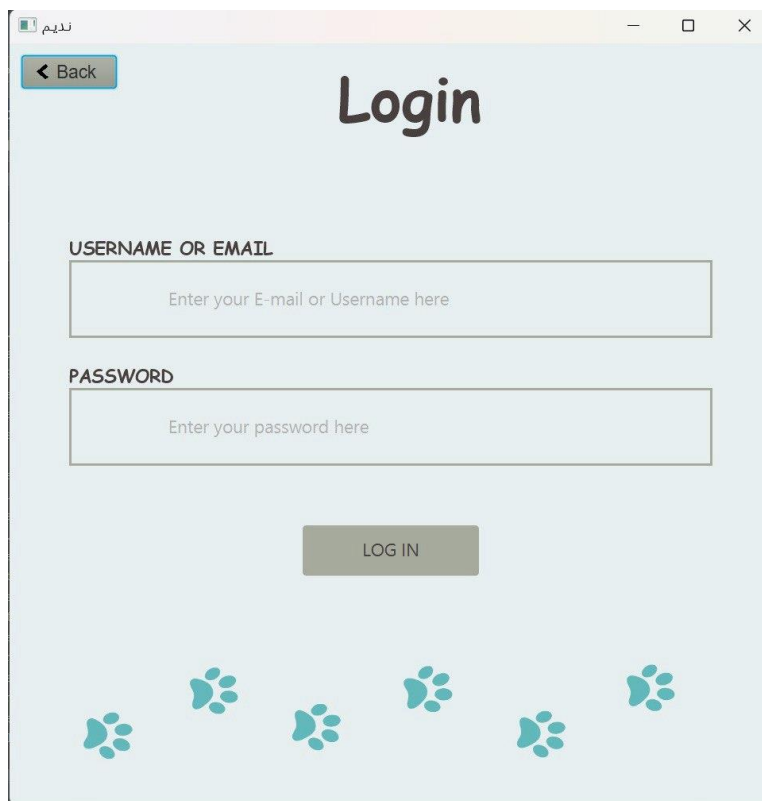 نديم
Back
Login
USERNAME OR EMAIL
Enter your E-mail or Username here
PASSWORD
Enter your password here
LOG IN